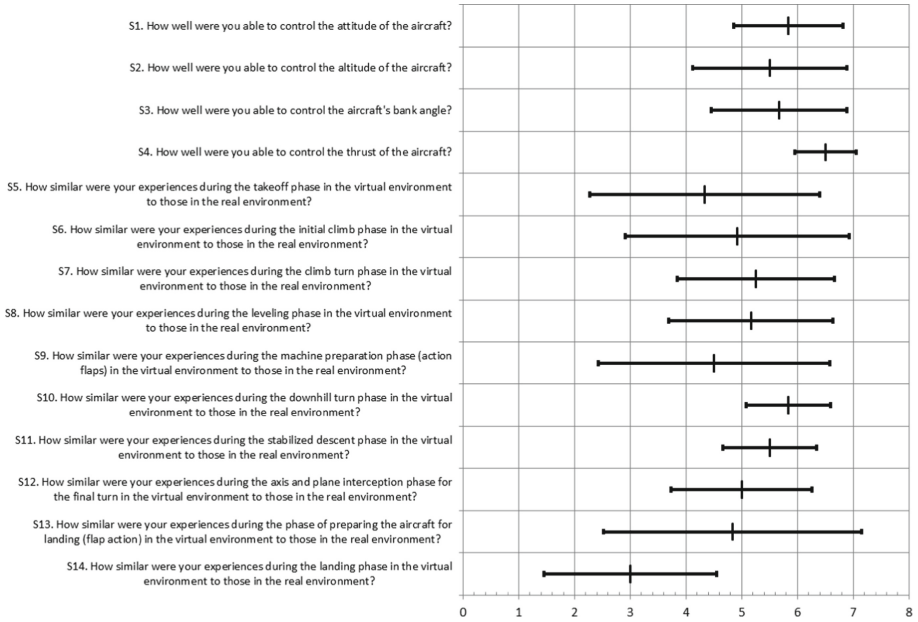 S1. How well were you able to control the attitude of the aircraft?
S2. How well were you able to control the altitude of the aircraft?
S3. How well were you able to control the aircraft's bank angle?
S4. How well were you able to control the thrust of the aircraft?
S5. How similar were your experiences during the takeoff phase in the virtual environment
to those in the real environment?
S6. How similar were your experiences during the initial climb phase in the virtual
environment to those in the real environment?
S7. How similar were your experiences during the climb turn phase in the virtual
environment to those in the real environment?
S8. How similar were your experiences during the leveling phase in the virtual environment
to those in the real environment?
S9. How similar were your experiences during the machine preparation phase (action
flaps) in the virtual environment to those in the real environment?
S10. How similar were your experiences during the downhill turn phase in the virtual
environment to those in the real environment?
S11. How similar were your experiences during the stabilized descent phase in the virtual
environment to those in the real environment?
S12. How similar were your experiences during the axis and plane interception phase for
the final turn in the virtual environment to those in the real environment?
S13. How similar were your experiences during the phase of preparing the aircraft for
landing (flap action) in the virtual environment to those in the real environment?
S14. How similar were your experiences during the landing phase in the virtual
environment to those in the real environment?
0 1 2 3 4 5 6 7 8